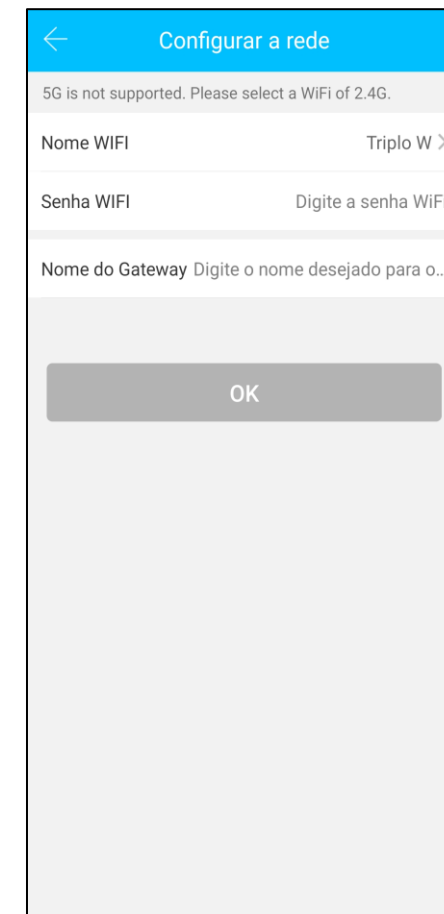 Configurar a rede
5G is not supported. Please select a WiFi of 2.4G.
Nome WIFI Triplo W
Senha WIFI Digite a senha WiFi
Nome do Gateway Digite o nome desejado para o...
OK